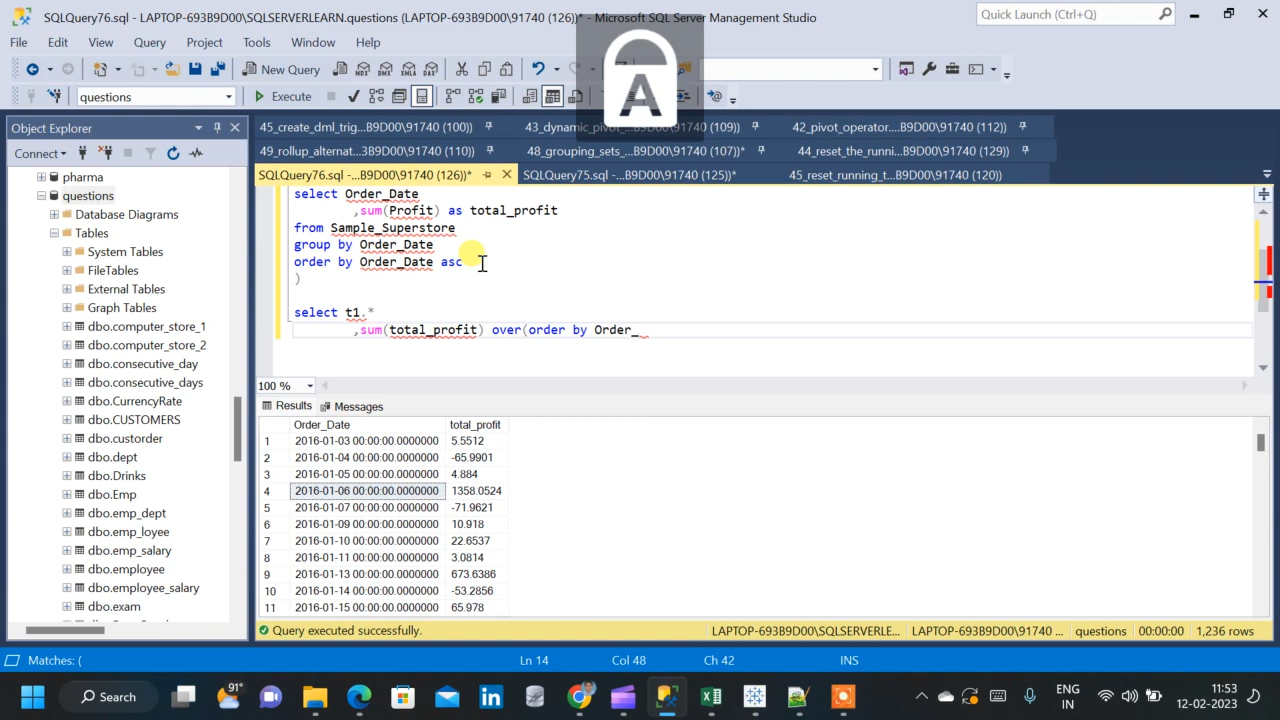 SQLQuery76.sql - LAPTOP-693B9D00\SQLSERVERLEARN.questions (LAPTOP-693B9D00\91740 (126))* - Microsoft SQL Server Management Studio
Quick Launch (Ctrl+Q)
File Edit View Query Project Tools Window Help
A
New Query
MDX DMX XMLA DAX
questions
Execute
Object Explorer
Connect
pharma
questions
Database Diagrams
Tables
System Tables
FileTables
External Tables
Graph Tables
dbo.computer_store_1
dbo.computer_store_2
dbo.consecutive_day
dbo.consecutive_days
dbo.CurrencyRate
dbo.CUSTOMERS
dbo.custorder
dbo.dept
dbo.Drinks
dbo.Emp
dbo.emp_dept
dbo.emp_loyee
dbo.emp_salary
dbo.employee
dbo.employee_salary
dbo.exam
45_create_dml_trig...B9D00\91740 (100))
43_dynamic_pivot_...B9D00\91740 (109))
42_pivot_operator....B9D00\91740 (112))
49_rollup_alternat...3B9D00\91740 (110))
48_grouping_sets_...B9D00\91740 (107))*
44_reset_the_runni...B9D00\91740 (129))
SQLQuery76.sql -...B9D00\91740 (126))*
SQLQuery75.sql -...B9D00\91740 (125))*
45_reset_running_t...B9D00\91740 (120))
select Order_Date
,sum(Profit) as total_profit
from Sample_Superstore
group by Order_Date
order by Order_Date asc
)
select t1.*
,sum(total_profit) over(order by Order_
100 %
Results Messages
Order_Date total_profit
1 2016-01-03 00:00:00.0000000 5.5512
2 2016-01-04 00:00:00.0000000 -65.9901
3 2016-01-05 00:00:00.0000000 4.884
4 2016-01-06 00:00:00.0000000 1358.0524
5 2016-01-07 00:00:00.0000000 -71.9621
6 2016-01-09 00:00:00.0000000 10.918
7 2016-01-10 00:00:00.0000000 22.6537
8 2016-01-11 00:00:00.0000000 3.0814
9 2016-01-13 00:00:00.0000000 673.6386
10 2016-01-14 00:00:00.0000000 -53.2856
11 2016-01-15 00:00:00.0000000 65.978
Query executed successfully.
LAPTOP-693B9D00\SQLSERVERLE... LAPTOP-693B9D00\91740 ... questions 00:00:00 1,236 rows
Matches: ( Ln 14 Col 48 Ch 42 INS
Search
91°
ENG
IN
11:53
12-02-2023